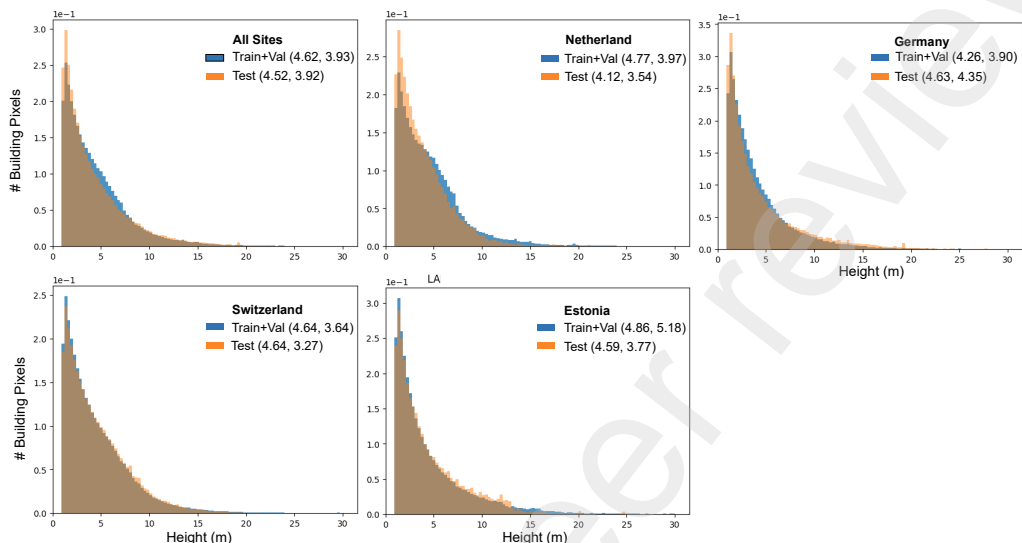 1e−1
All Sites
Train+Val (4.62, 3.93)
Test (4.52, 3.92)
# Building Pixels
3.0
2.5
2.0
1.5
1.0
0.5
0.0
0 5 10 15 20 25 30
1e−1
Netherland
Train+Val (4.77, 3.97)
Test (4.12, 3.54)
3.0
2.5
2.0
1.5
1.0
0.5
0.0
0 5 10 15 20 25 30
LA
1e−1
Germany
Train+Val (4.26, 3.90)
Test (4.63, 4.35)
3.5
3.0
2.5
2.0
1.5
1.0
0.5
0.0
0 5 10 15 20 25 30
Height (m)
1e−1
Switzerland
Train+Val (4.64, 3.64)
Test (4.64, 3.27)
# Building Pixels
2.5
2.0
1.5
1.0
0.5
0.0
0 5 10 15 20 25 30
Height (m)
1e−1
Estonia
Train+Val (4.86, 5.18)
Test (4.59, 3.77)
3.0
2.5
2.0
1.5
1.0
0.5
0.0
0 5 10 15 20 25 30
Height (m)
eer review